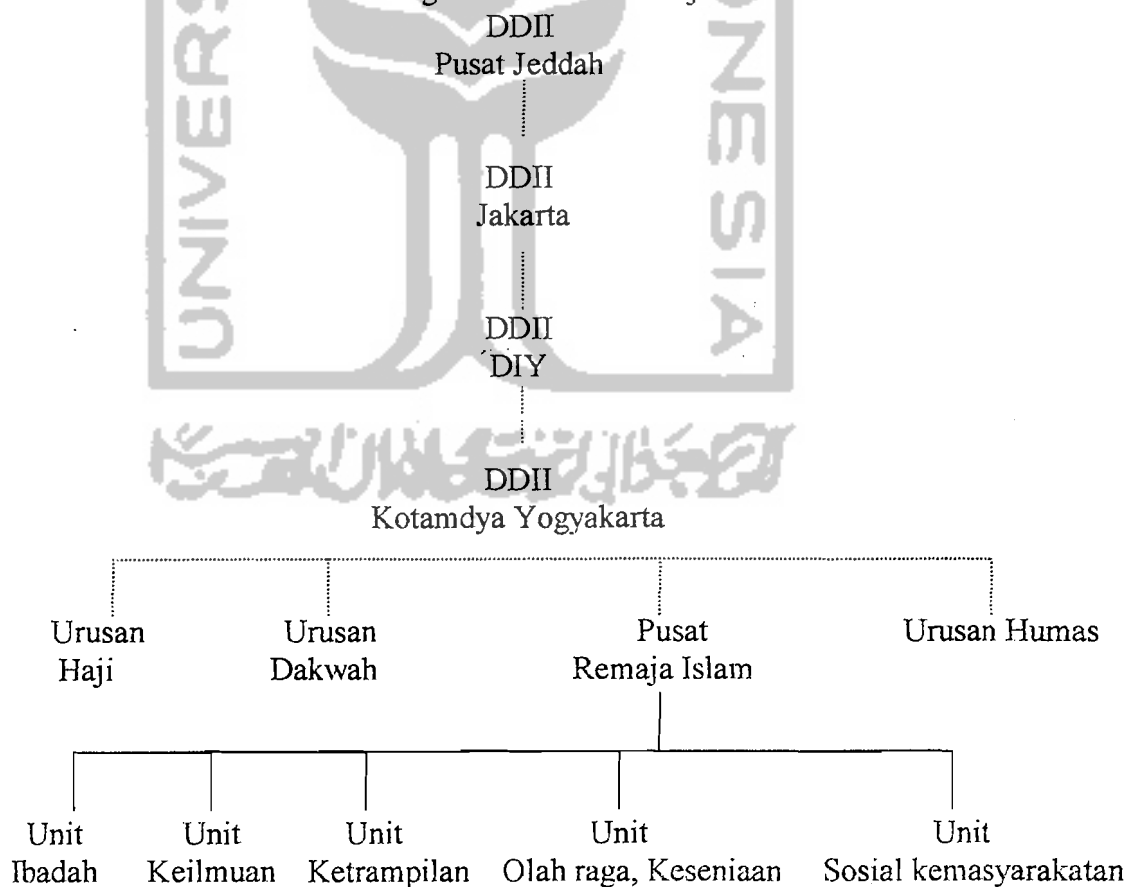 DDII
Pusat Jeddah
DDII
Jakarta
DDII
DIY
DDII
Kotamdya Yogyakarta
Urusan Urusan Pusat Urusan Humas
Haji Dakwah Remaja Islam
Unit Unit Unit Unit Unit
Ibadah Keilmuan Ketrampilan Olah raga, Keseniaan Sosial kemasyarakatan